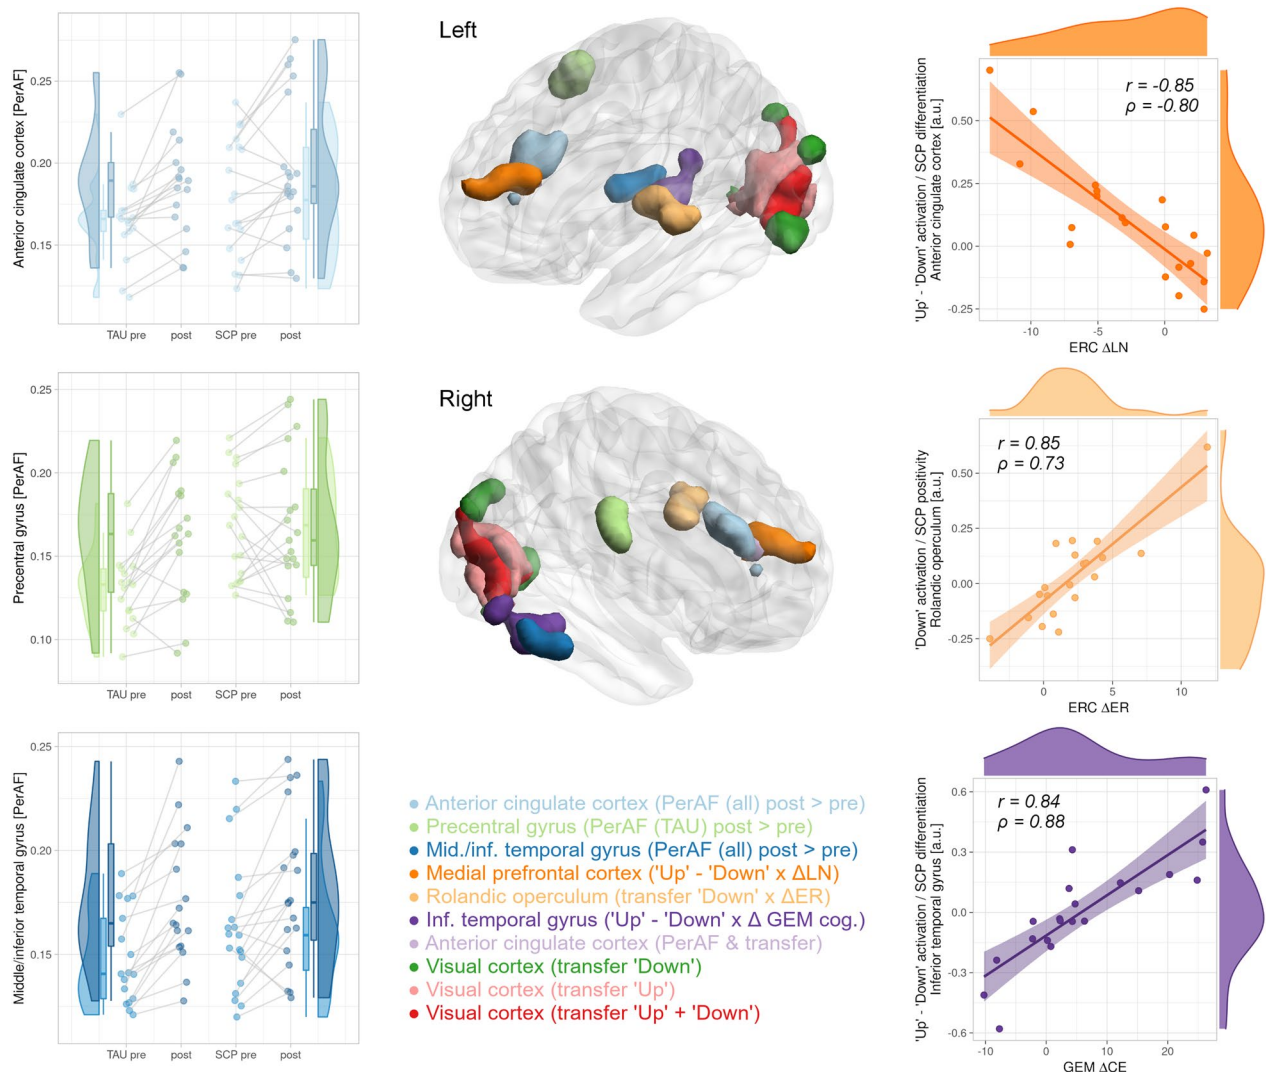 Anterior cingulate cortex [PerAF]
0.25
0.20
0.15
TAU pre
post
SCP pre
post
Left
'Up' - 'Down' activation / SCP differentiation
Anterior cingulate cortex [a.u.]
r = -0.85
ρ = -0.80
0.50
0.25
0.00
-0.25
-10
-5
0
ERC ΔLN
Precentral gyrus [PerAF]
0.25
0.20
0.15
0.10
TAU pre
post
SCP pre
post
Right
'Down' activation / SCP positivity
Rolandic operculum [a.u.]
r = 0.85
ρ = 0.73
0.50
0.25
0.00
-0.25
0
5
10
ERC ΔER
Middle/inferior temporal gyrus [PerAF]
0.25
0.20
0.15
TAU pre
post
SCP pre
post
Anterior cingulate cortex (PerAF (all) post > pre)
Precentral gyrus (PerAF (TAU) post > pre)
Mid./inf. temporal gyrus (PerAF (all) post > pre)
Medial prefrontal cortex ('Up' - 'Down' x ΔLN)
Rolandic operculum (transfer 'Down' x ΔER)
Inf. temporal gyrus ('Up' - 'Down' x Δ GEM cog.)
Anterior cingulate cortex (PerAF & transfer)
Visual cortex (transfer 'Down')
Visual cortex (transfer 'Up')
Visual cortex (transfer 'Up' + 'Down')
'Up' - 'Down' activation / SCP differentiation
Inferior temporal gyrus [a.u.]
r = 0.84
ρ = 0.88
0.6
0.3
0.0
-0.3
-0.6
-10
0
10
20
GEM ΔCE